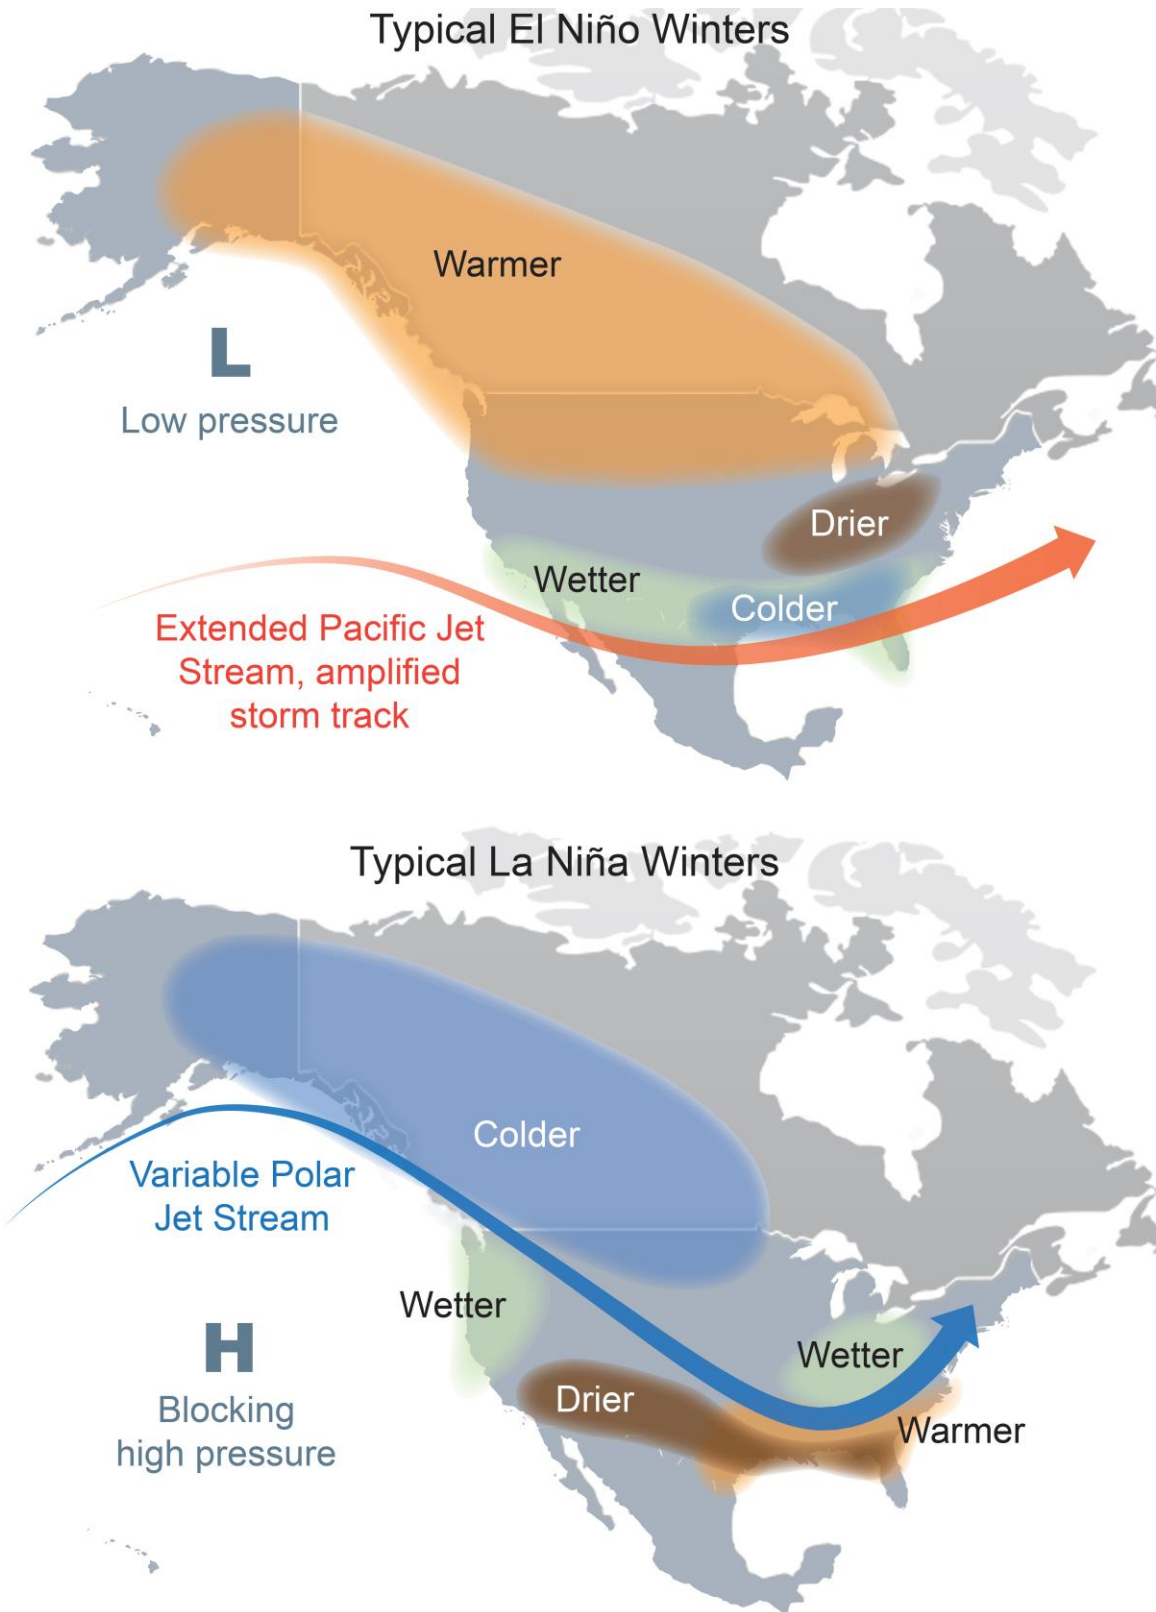 Typical El Niño Winters
Warmer
L
Low pressure
Drier
Wetter
Colder
Extended Pacific Jet
Stream, amplified
storm track
Typical La Niña Winters
Colder
Variable Polar
Jet Stream
Wetter
H
Blocking
high pressure
Wetter
Drier
Warmer